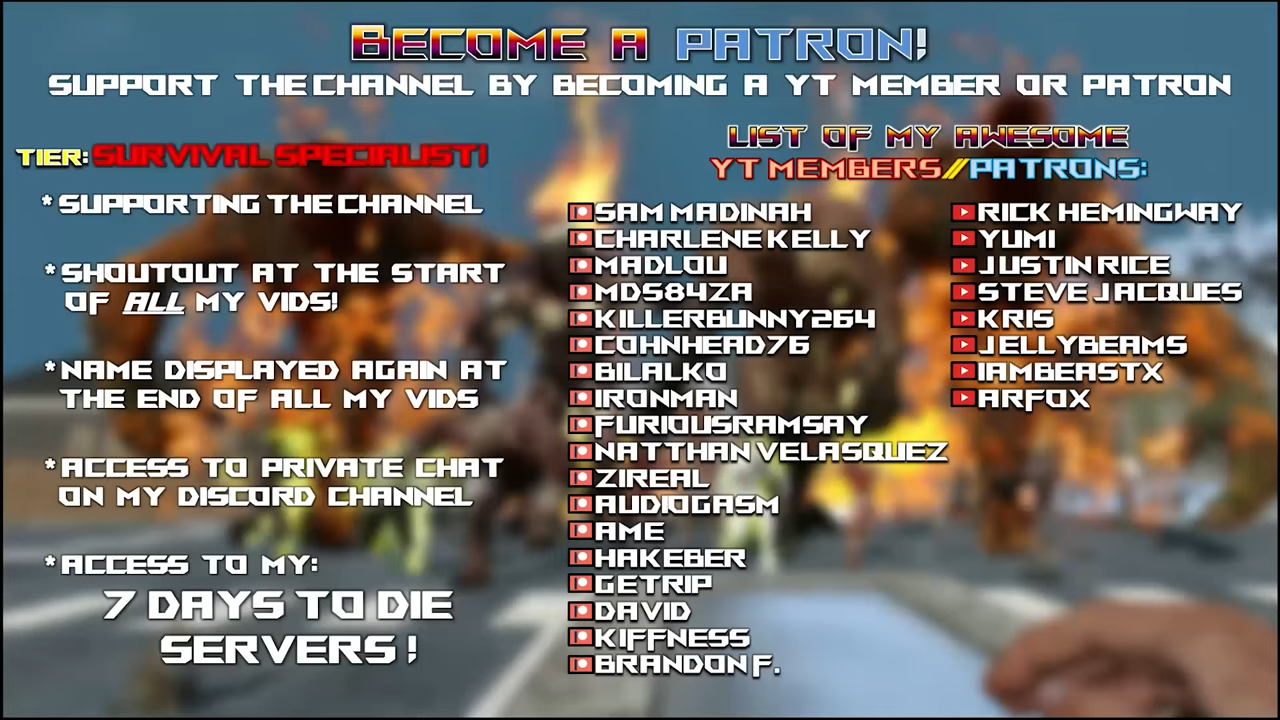 BECOME A PATRON!
SUPPORT THE CHANNEL BY BECOMING A YT MEMBER OR PATRON
TIER: SURVIVAL SPECIALIST!
* SUPPORTING THE CHANNEL
* SHOUTOUT AT THE START
OF ALL MY VIDS!
* NAME DISPLAYED AGAIN AT
THE END OF ALL MY VIDS
* ACCESS TO PRIVATE CHAT
ON MY DISCORD CHANNEL
* ACCESS TO MY:
7 DAYS TO DIE
SERVERS !
LIST OF MY AWESOME
YT MEMBERS//PATRONS:
SAM MADINAH
CHARLENE KELLY
MADLOU
MDS84ZA
KILLERBUNNY264
COHNHEAD76
BILALKO
IRONMAN
FURIOUSRAMSAY
NATTHAN VELASQUEZ
ZIREAL
AUDIOGASM
AME
HAKEBER
GETRIP
DAVID
KIFFNESS
BRANDON F.
RICK HEMINGWAY
YUMI
JUSTIN RICE
STEVE JACQUES
KRIS
JELLYBEAMS
IAMBEASTX
ARFOX